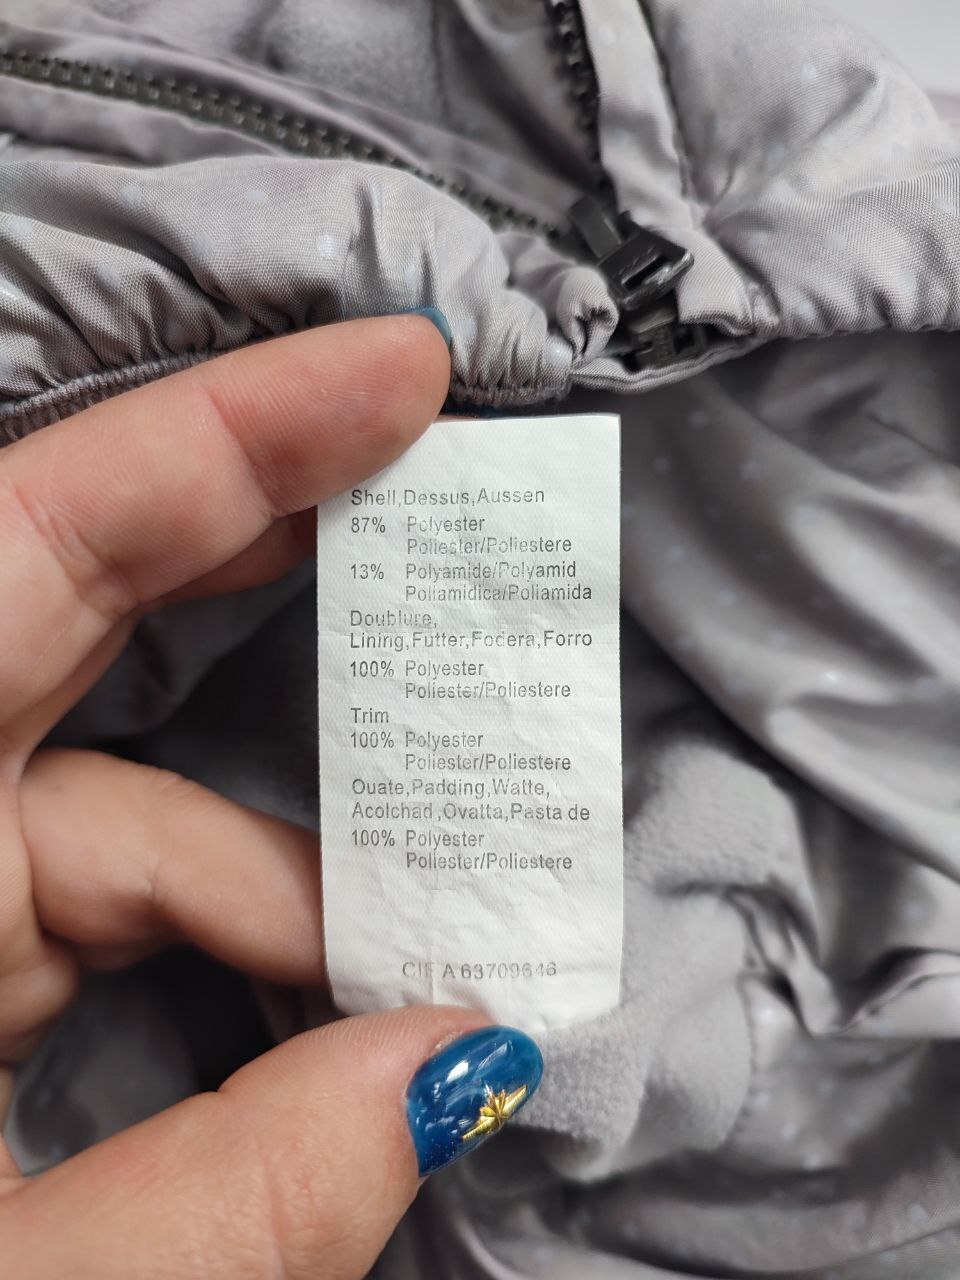 Shell,Dessus,Aussen
87% Polyester
Poliester/Poliestere
13% Polyamide/Polyamid
Poliamidica/Poliamida
Doublure,
Lining,Futter,Fodera,Forro
100% Polyester
Poliester/Poliestere
Trim
100% Polyester
Poliester/Poliestere
Ouate,Padding,Watte,
Acolchad,Ovatta,Pasta de
100% Polyester
Poliester/Poliestere
CIF A63709646